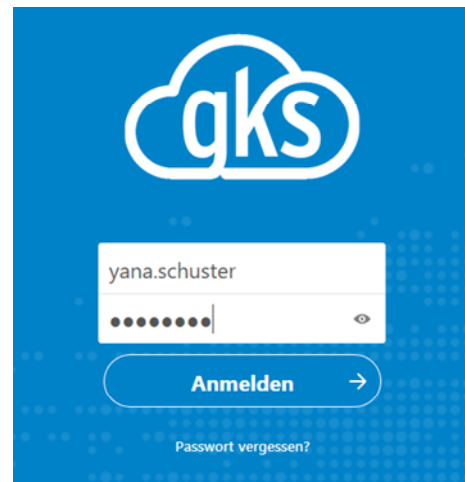 gks
yana.schuster
••••••••
Anmelden
Passwort vergessen?